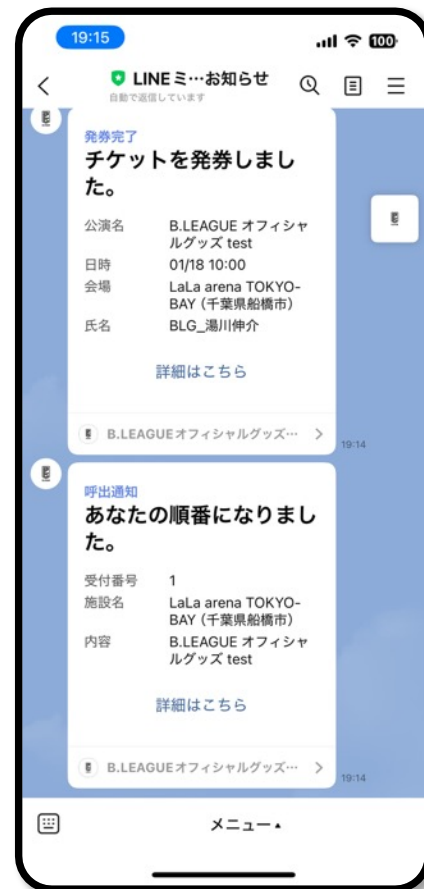 19:15
100
LINEミ…お知らせ
自動で返信しています
発券完了
チケットを発券しまし
た。
公演名 B.LEAGUE オフィシャ
ルグッズ test
日時 01/18 10:00
会場 LaLa arena TOKYO-
BAY (千葉県船橋市)
氏名 BLG_湯川伸介
詳細はこちら
B.LEAGUEオフィシャルグッズ…
19:14
呼出通知
あなたの順番になりまし
た。
受付番号 1
施設名 LaLa arena TOKYO-
BAY (千葉県船橋市)
内容 B.LEAGUE オフィシャ
ルグッズ test
詳細はこちら
B.LEAGUEオフィシャルグッズ…
19:14
メニュー